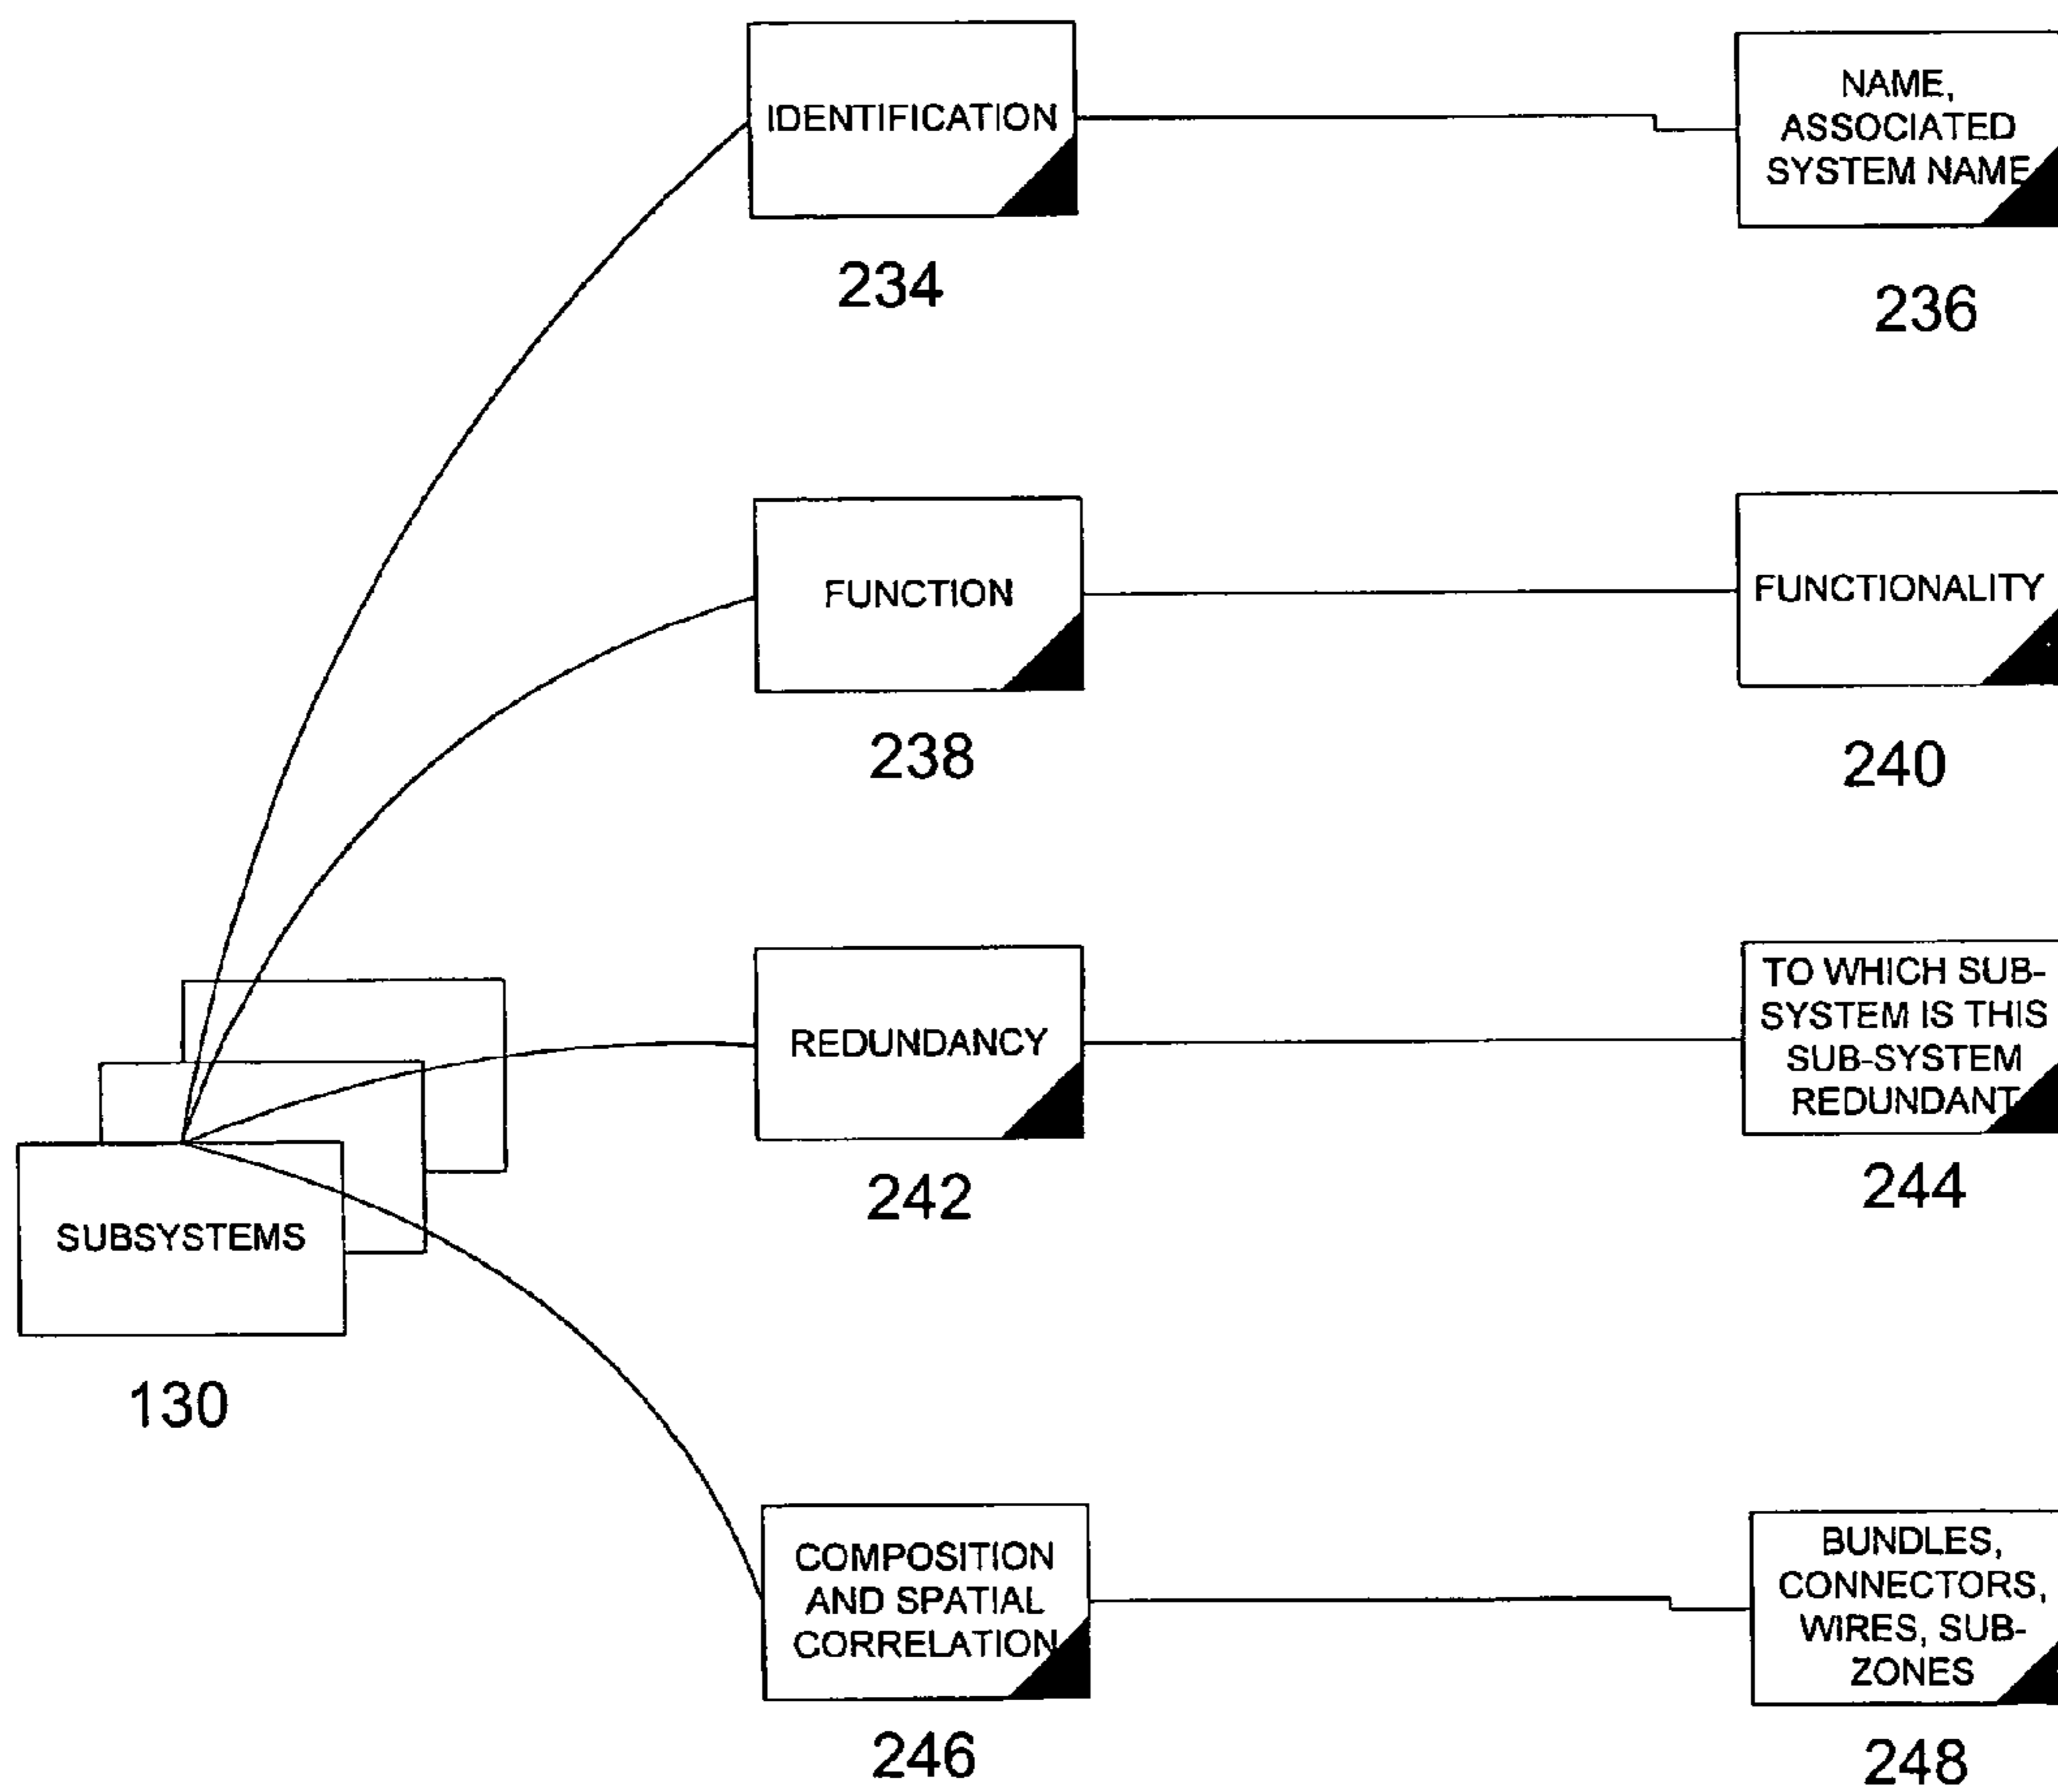 IDENTIFICATION
234
NAME,
ASSOCIATED
SYSTEM NAME
236
FUNCTION
238
FUNCTIONALITY
240
REDUNDANCY
242
TO WHICH SUB-
SYSTEM IS THIS
SUB-SYSTEM
REDUNDANT
244
SUBSYSTEMS
130
COMPOSITION
AND SPATIAL
CORRELATION
246
BUNDLES,
CONNECTORS,
WIRES, SUB-
ZONES
248